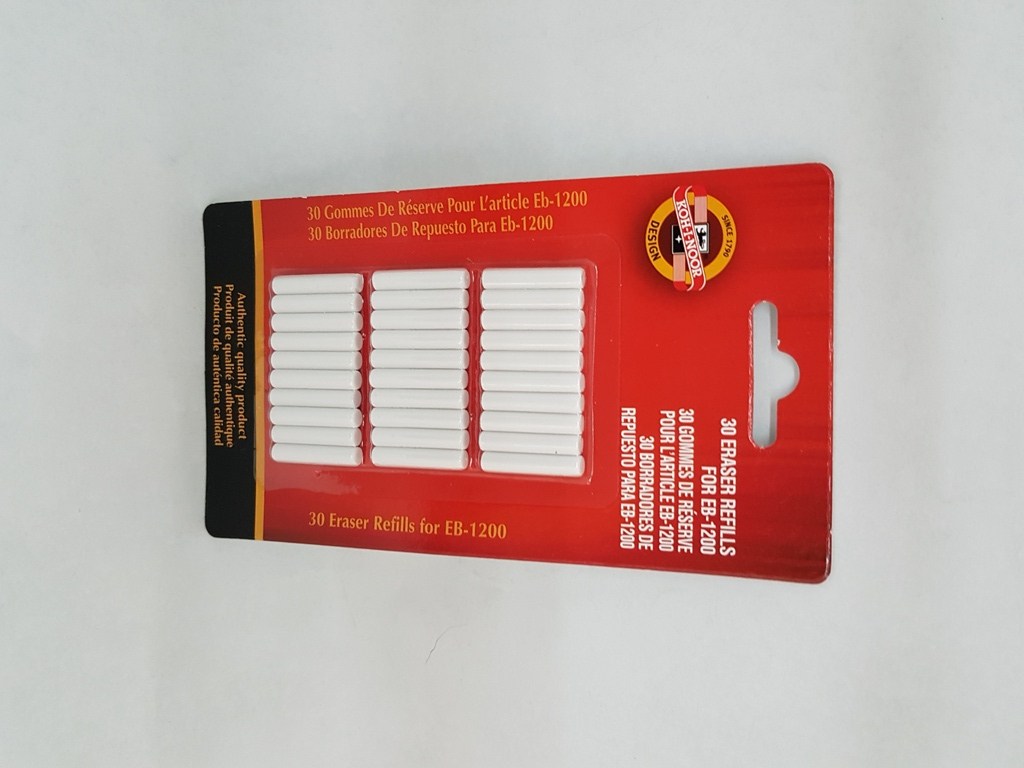 SINCE 1790
KOH-I-NOOR
DESIGN
30 ERASER REFILLS
FOR EB-1200
30 GOMMES DE RÉSERVE
POUR L'ARTICLE EB-1200
30 BORRADORES DE
REPUESTO PARA EB-1200
30 Gommes De Réserve Pour L'article Eb-1200
30 Borradores De Repuesto Para Eb-1200
30 Eraser Refills for EB-1200
Authentic quality product
Produit de qualité authentique
Producto de auténtica calidad